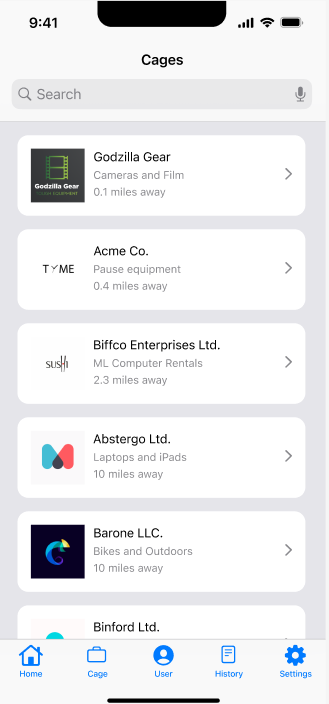 9:41
Cages
Search
Godzilla Gear
Godzilla Gear
Cameras and Film
0.1 miles away
TYME
Acme Co.
Pause equipment
0.4 miles away
SUSHI
Biffco Enterprises Ltd.
ML Computer Rentals
2.3 miles away
Abstergo Ltd.
Laptops and iPads
10 miles away
Barone LLC.
Bikes and Outdoors
10 miles away
Binford Ltd.
Home
Cage
User
History
Settings